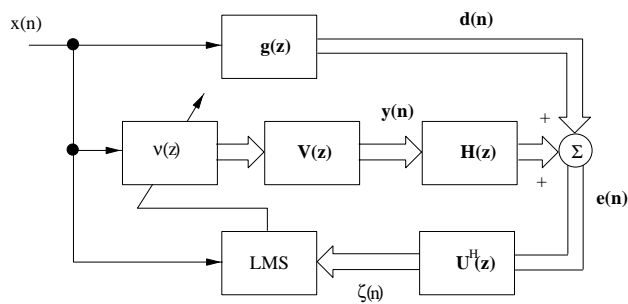 x(n)
g(z)
d(n)
ν(z)
V(z)
y(n)
H(z)
+
+
Σ
e(n)
LMS
ζ(n)
U^H(z)